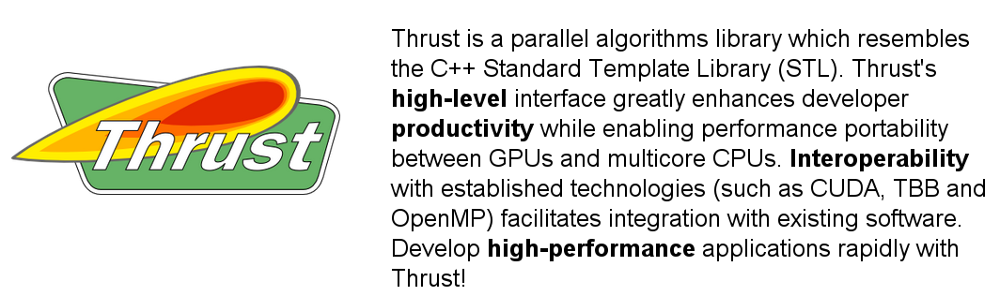 Thrust
Thrust is a parallel algorithms library which resembles
the C++ Standard Template Library (STL). Thrust's
high-level interface greatly enhances developer
productivity while enabling performance portability
between GPUs and multicore CPUs. Interoperability
with established technologies (such as CUDA, TBB and
OpenMP) facilitates integration with existing software.
Develop high-performance applications rapidly with
Thrust!